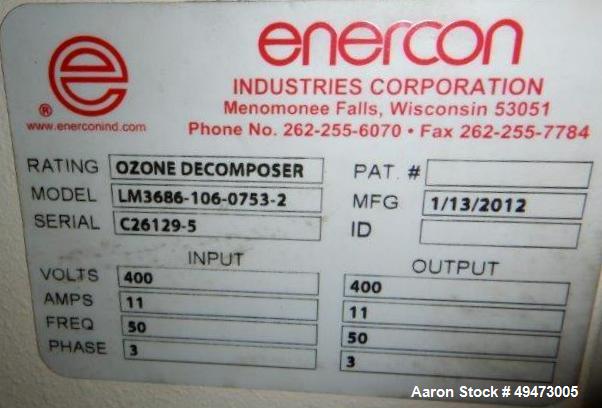 e
®
www.enerconind.com
enercon
INDUSTRIES CORPORATION
Menomonee Falls, Wisconsin 53051
Phone No. 262-255-6070 • Fax 262-255-7784
RATING OZONE DECOMPOSER PAT. #
MODEL LM3686-106-0753-2 MFG 1/13/2012
SERIAL C26129-5 ID
INPUT OUTPUT
VOLTS 400 400
AMPS 11 11
FREQ 50 50
PHASE 3 3
Aaron Stock # 49473005